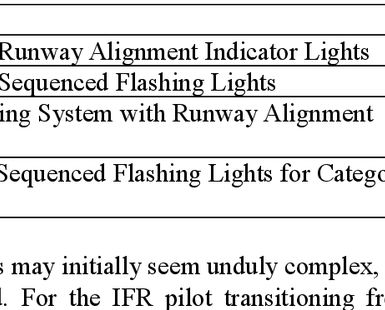 Runway Alignment Indicator Lights
Sequenced Flashing Lights
ing System with Runway Alignment
Sequenced Flashing Lights for Catego
s may initially seem unduly complex,
. For the IFR pilot transitioning fr